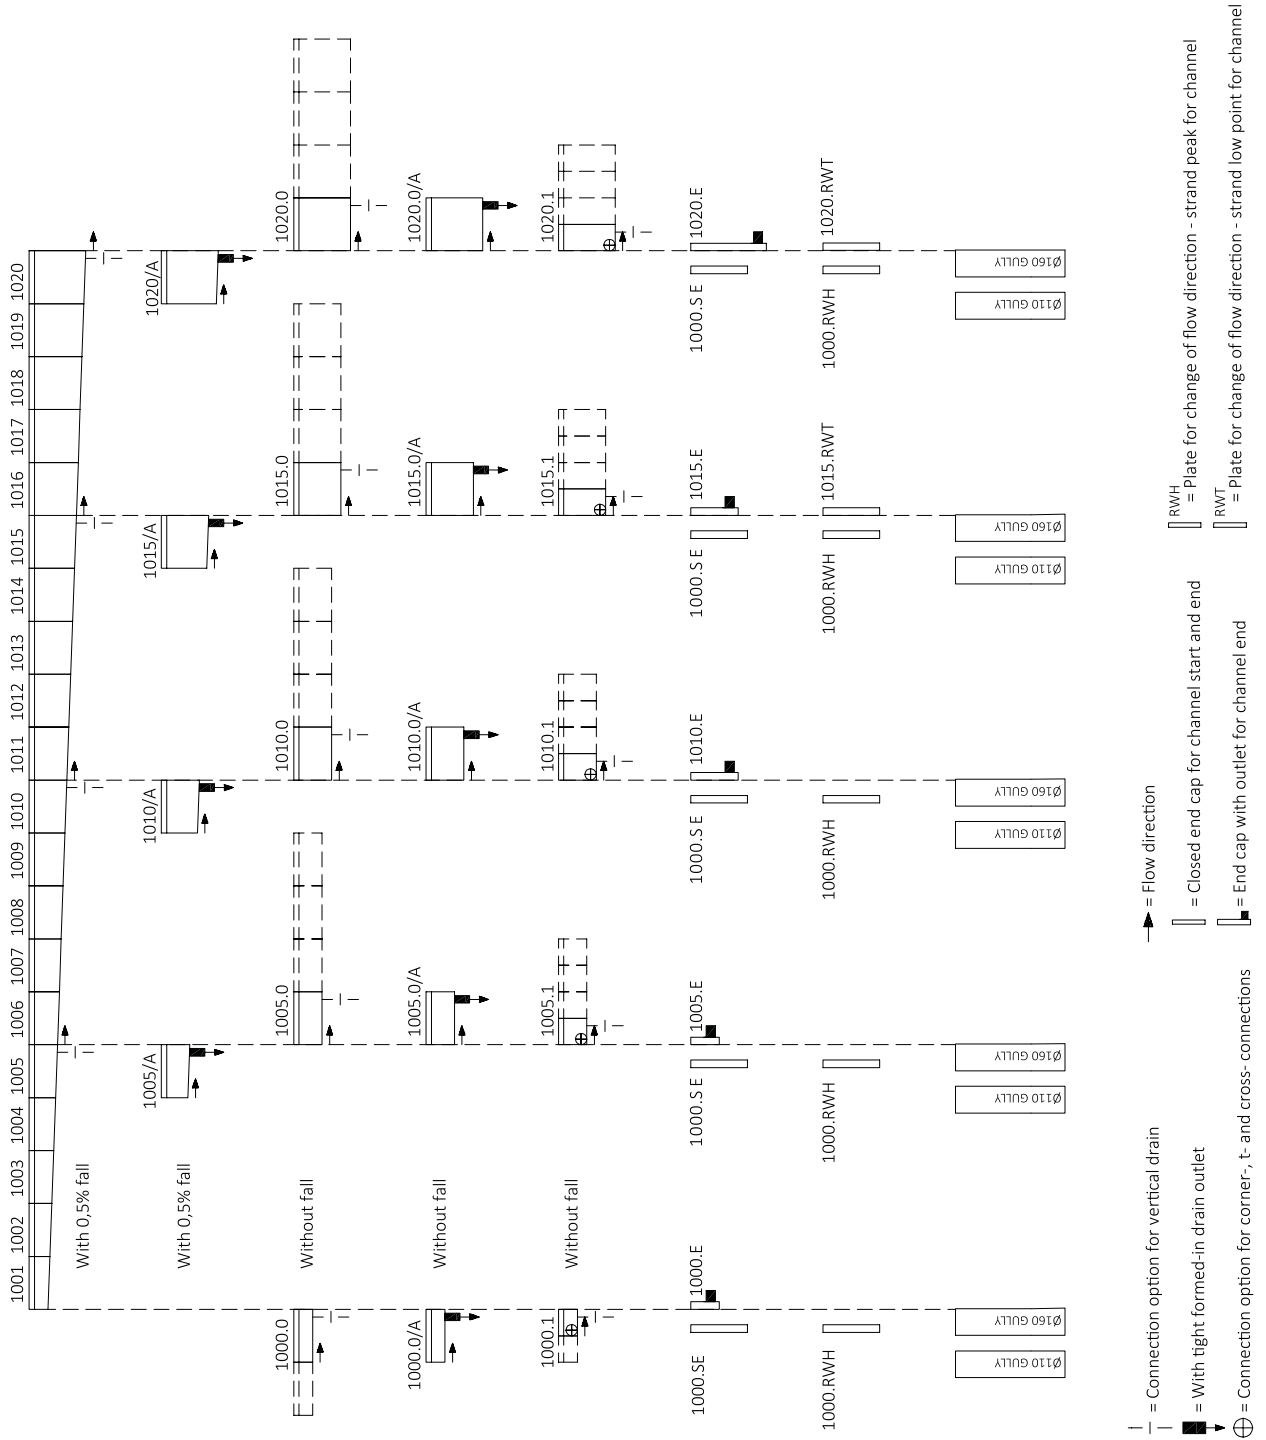 1001 1002 1003 1004 1005 1006 1007 1008 1009 1010 1011 1012 1013 1014 1015 1016 1017 1018 1019 1020
With 0,5% fall
With 0,5% fall 1005/A 1010/A 1015/A 1020/A
1000.0 Without fall 1005.0 1010.0 1015.0 1020.0
1000.0/A Without fall 1005.0/A 1010.0/A 1015.0/A 1020.0/A
1000.1 Without fall 1005.1 1010.1 1015.1 1020.1
1000.SE 1000.E 1000.SE 1005.E 1000.SE 1010.E 1000.SE 1015.E 1000.SE 1020.E
1000.RWH 1000.RWH 1000.RWH 1000.RWH 1015.RWT 1000.RWH 1020.RWT
Ø110 GULLY Ø160 GULLY Ø110 GULLY Ø160 GULLY Ø110 GULLY Ø160 GULLY Ø110 GULLY Ø160 GULLY Ø110 GULLY Ø160 GULLY
= Connection option for vertical drain
= With tight formed-in drain outlet
= Connection option for corner-, t- and cross- connections
= Flow direction
= Closed end cap for channel start and end
= End cap with outlet for channel end
RWH
= Plate for change of flow direction - strand peak for channel
RWT
= Plate for change of flow direction - strand low point for channel